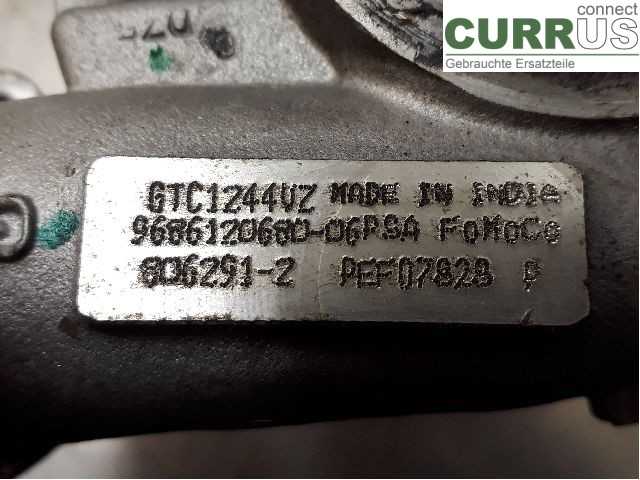 connect
CURRUS
Gebrauchte Ersatzteile
GTC1244VZ MADE IN INDIA
9686120680-06PSA FoMoCo
806291-2 PEF07828